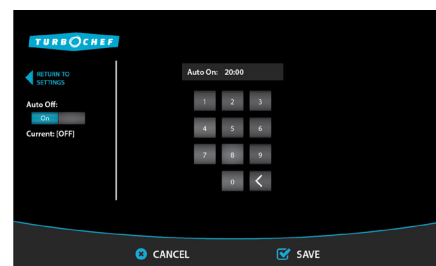 TURBOCHEF
RETURN TO
SETTINGS
Auto Off:
On
Current: [OFF]
Auto On: 20:00
1 2 3
4 5 6
7 8 9
0 <
CANCEL
SAVE